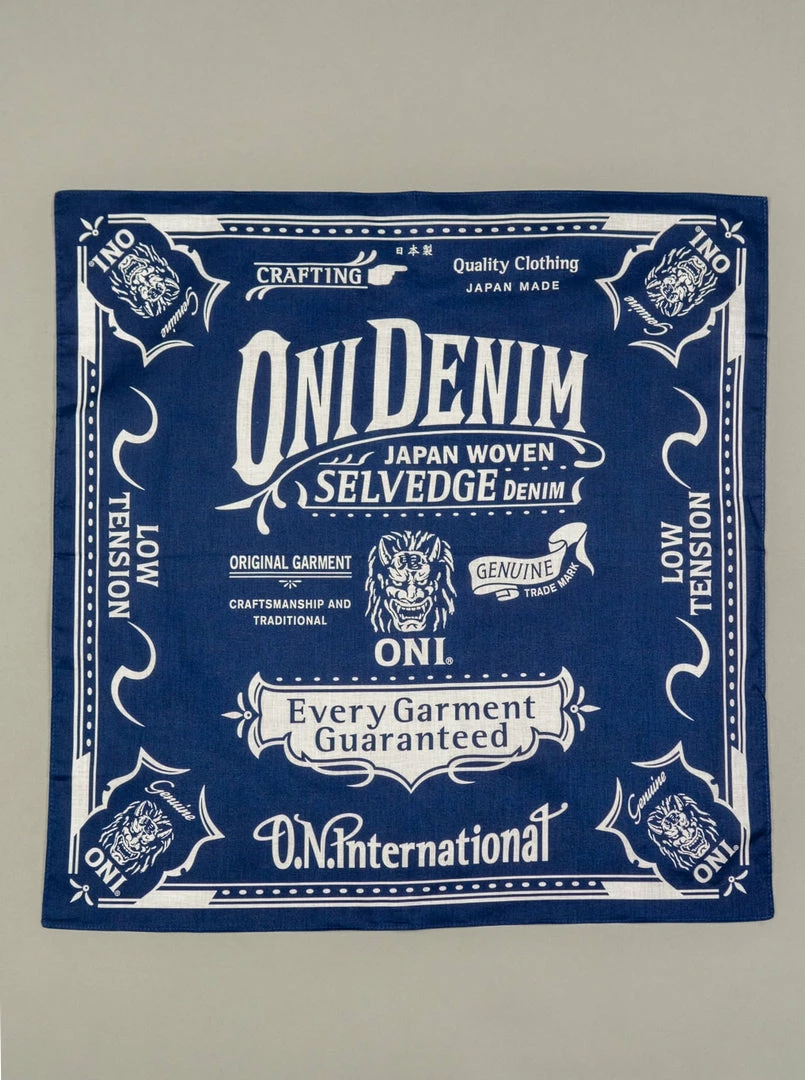 ONI
Genuine
CRAFTING
日本製
Quality Clothing
JAPAN MADE
ONI
Genuine
ONI DENIM
JAPAN WOVEN
SELVEDGE DENIM
LOW
TENSION
LOW
TENSION
ORIGINAL GARMENT
CRAFTSMANSHIP AND
TRADITIONAL
GENUINE
TRADE MARK
ONI®
Every Garment
Guaranteed
Genuine
ONI.
Genuine
ONI.
O.N.International